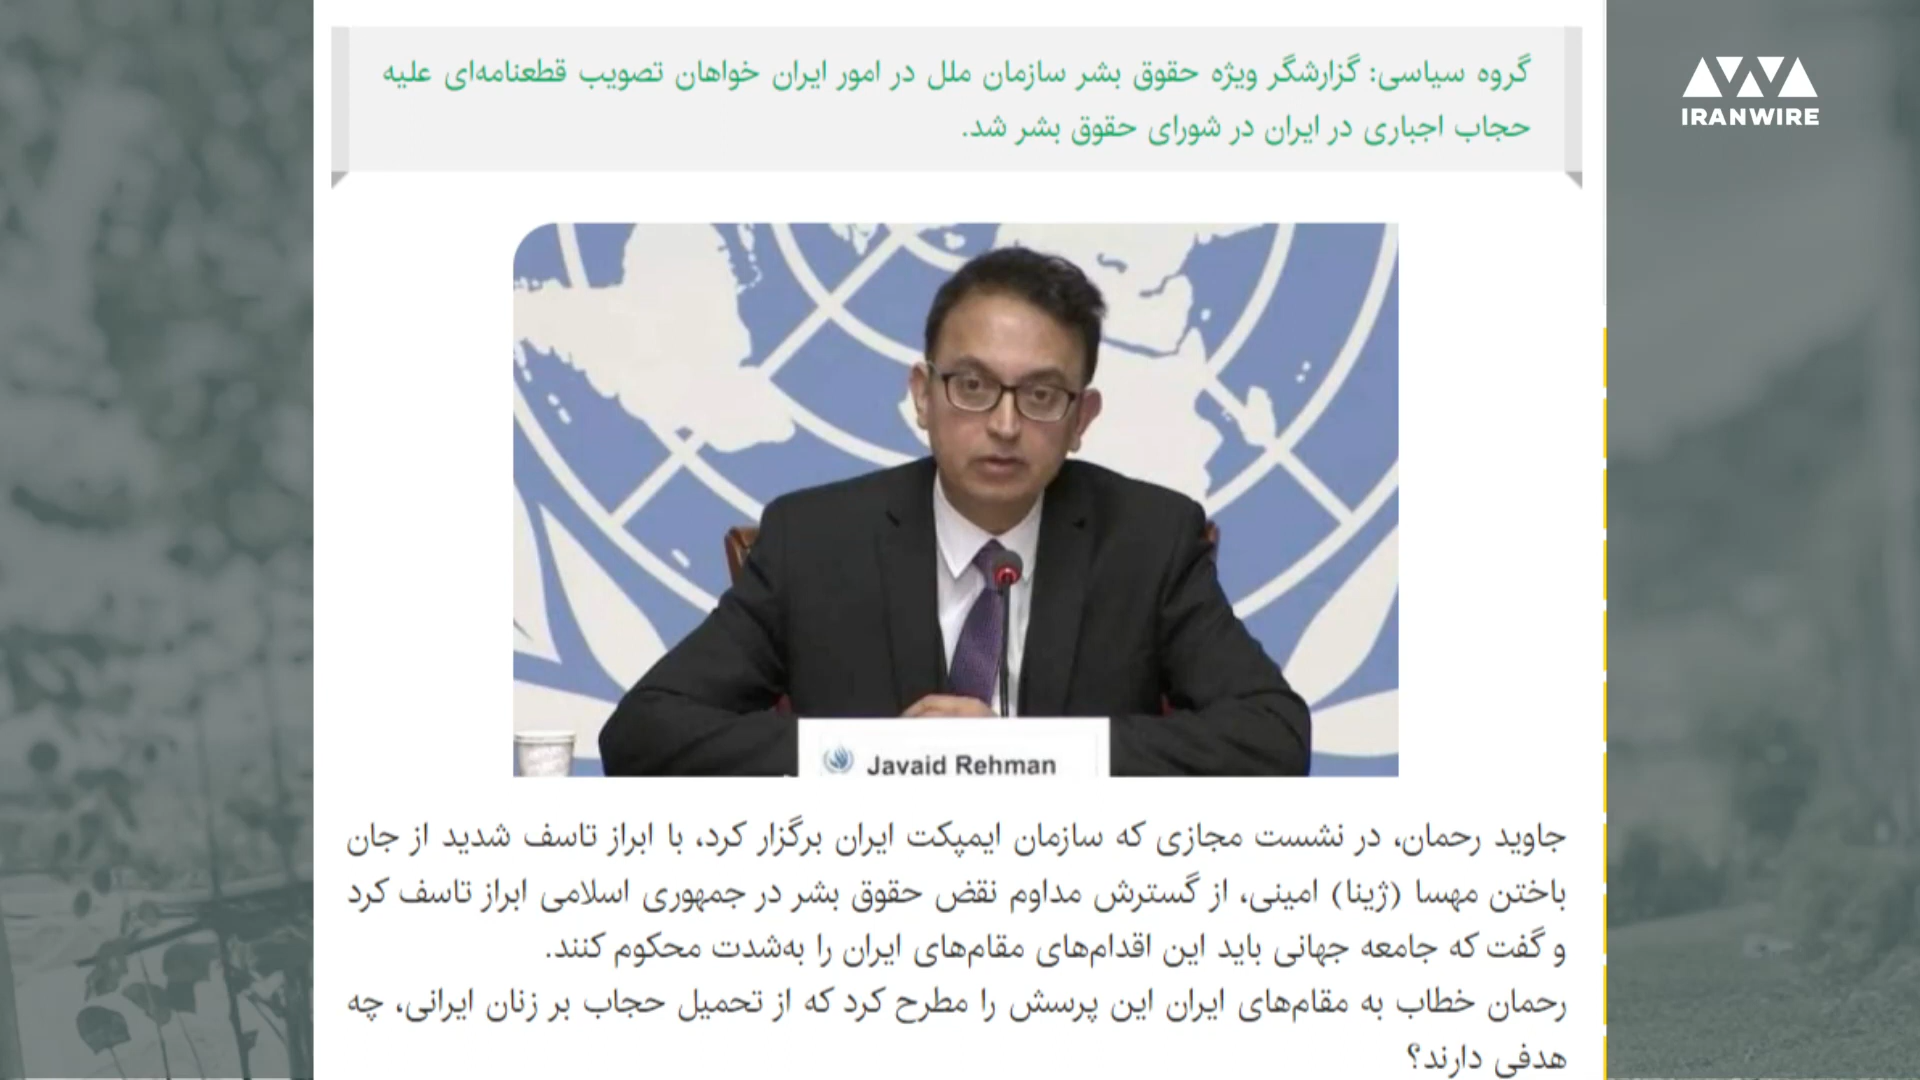 گروه سیاسی: گزارشگر ویژه حقوق بشر سازمان ملل در امور ایران خواهان تصویب قطعنامه‌ای علیه
حجاب اجباری در ایران در شورای حقوق بشر شد.
IRANWIRE
Javaid Rehman
جاوید رحمان، در نشست مجازی که سازمان ایمپکت ایران برگزار کرد، با ابراز تاسف شدید از جان
باختن مهسا (ژینا) امینی، از گسترش مداوم نقض حقوق بشر در جمهوری اسلامی ابراز تاسف کرد
و گفت که جامعه جهانی باید این اقدام‌های مقام‌های ایران را به‌شدت محکوم کنند.
رحمان خطاب به مقام‌های ایران این پرسش را مطرح کرد که از تحمیل حجاب بر زنان ایرانی، چه
هدفی دارند؟